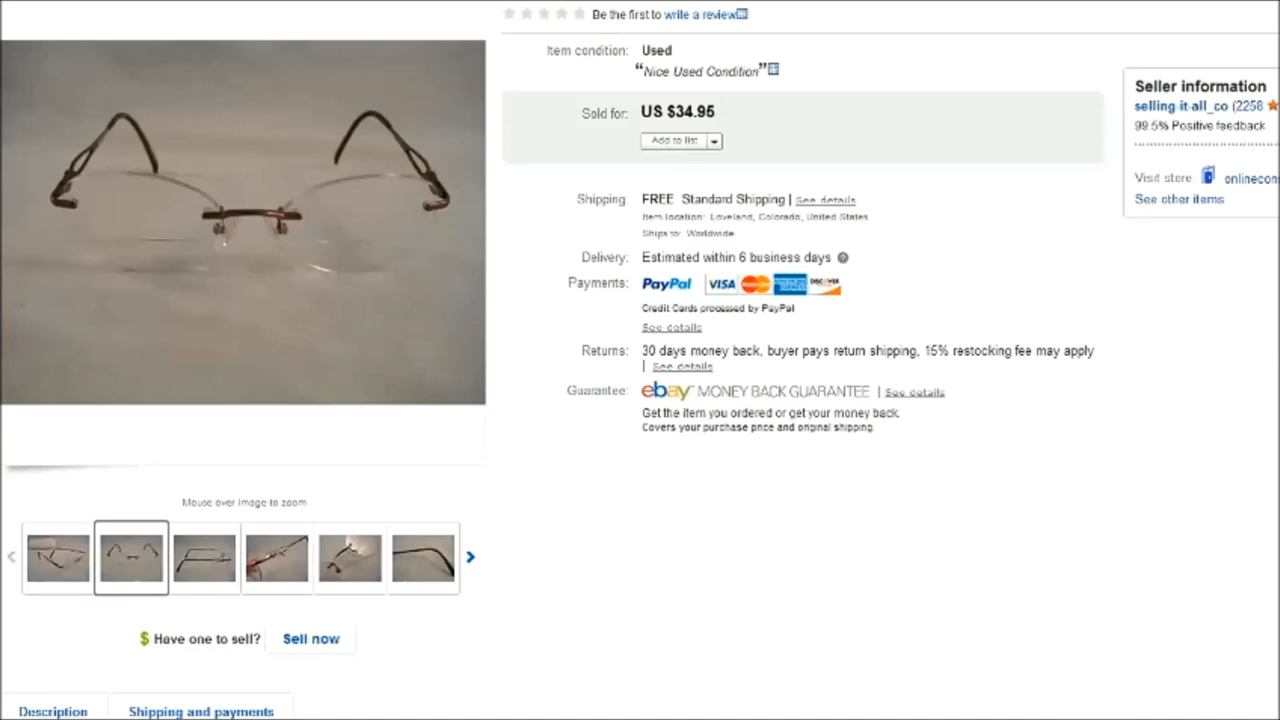 Be the first to write a review
Item condition: Used
“Nice Used Condition”
Sold for: US $34.95
Add to list
Shipping: FREE Standard Shipping | See details
Item location: Loveland, Colorado, United States
Ships to: Worldwide
Delivery: Estimated within 6 business days
Payments: PayPal VISA MasterCard DISCOVER
Credit Cards processed by PayPal
See details
Returns: 30 days money back, buyer pays return shipping, 15% restocking fee may apply
| See details
Guarantee: ebay MONEY BACK GUARANTEE | See details
Get the item you ordered or get your money back.
Covers your purchase price and original shipping.
Seller information
selling-it-all_co (2258
99.5% Positive feedback
Visit store: onlinecon
See other items
Mouse over image to zoom
$ Have one to sell? Sell now
Description Shipping and payments